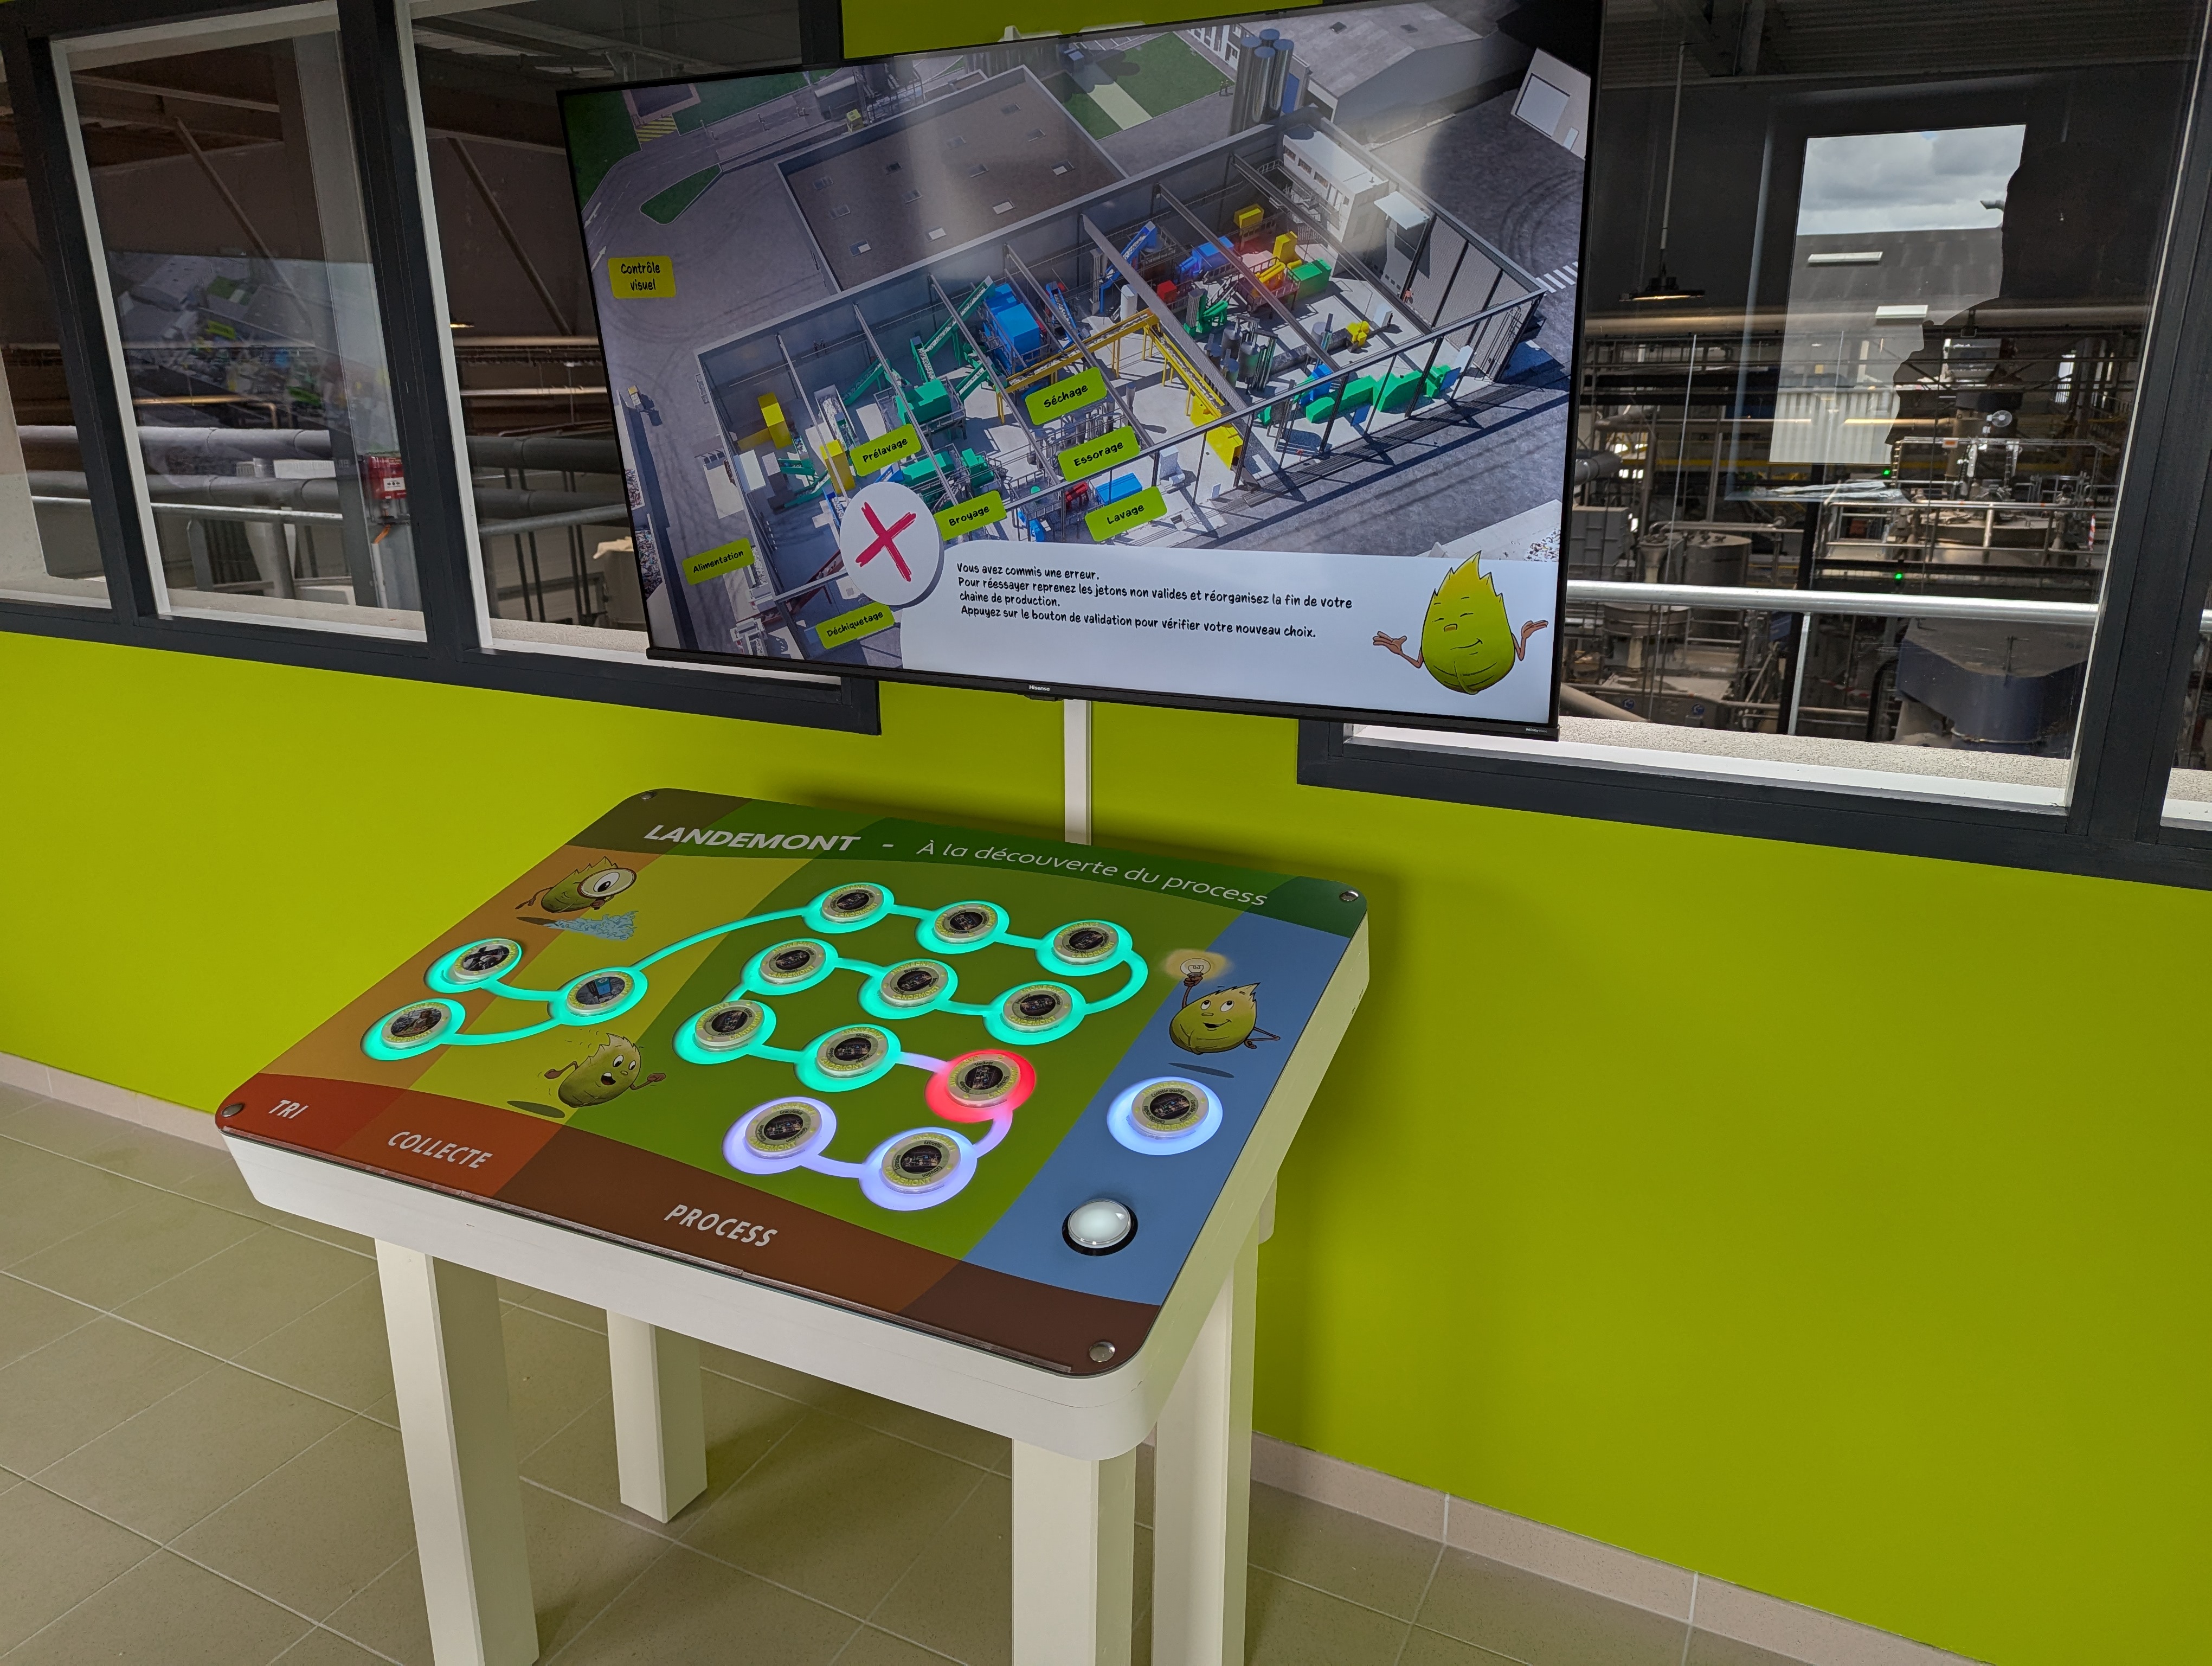 Contrôle
visuel
Séchage
Prélavage
Essorage
Broyage
Lavage
Alimentation
Déchiquetage
Vous avez commis une erreur.
Pour réessayer reprenez les jetons non valides et réorganisez la fin de votre
chaine de production.
Appuyez sur le bouton de validation pour vérifier votre nouveau choix.
Hisense
LANDEMONT - À la découverte du process
TRI
COLLECTE
PROCESS